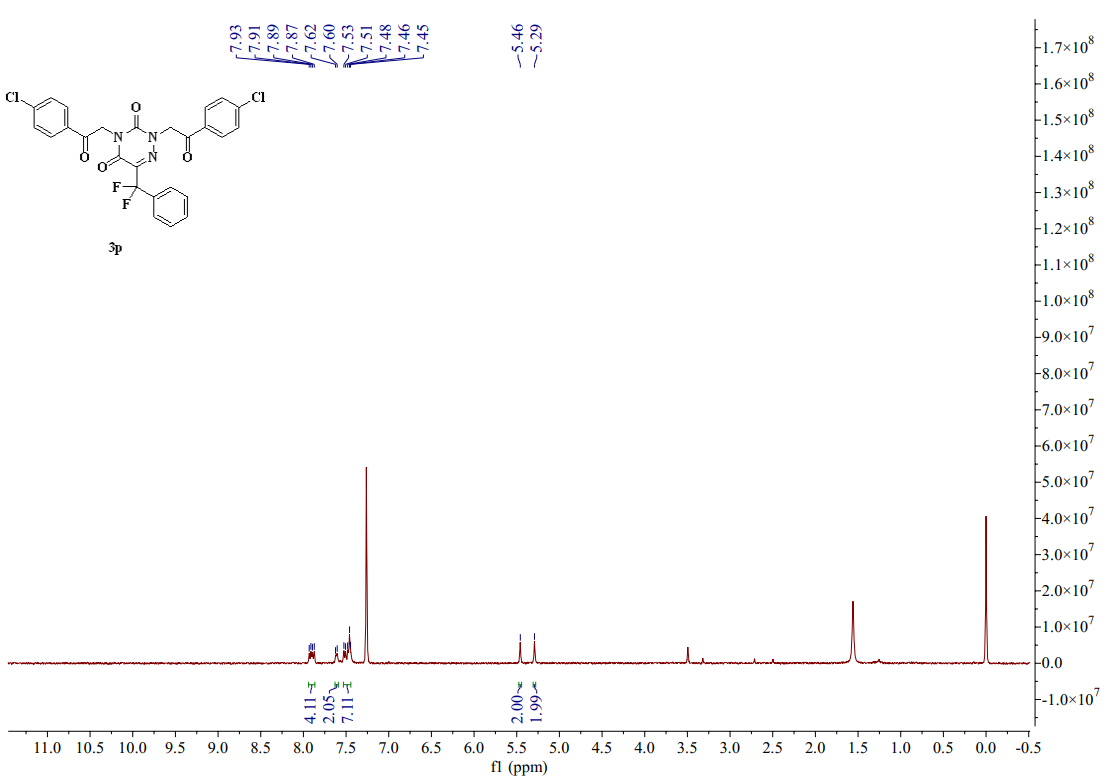 7.93 7.91 7.89 7.87 7.62 7.60 7.53 7.51 7.48 7.46 7.45 5.46 5.29
Cl Cl
O
N N
O O
O N
F
F
3p
1.7×10⁸
1.6×10⁸
1.5×10⁸
1.4×10⁸
1.3×10⁸
1.2×10⁸
1.1×10⁸
1.0×10⁸
9.0×10⁷
8.0×10⁷
7.0×10⁷
6.0×10⁷
5.0×10⁷
4.0×10⁷
3.0×10⁷
2.0×10⁷
1.0×10⁷
0.0
-1.0×10⁷
4.11 2.05 7.11 2.00 1.99
11.0 10.5 10.0 9.5 9.0 8.5 8.0 7.5 7.0 6.5 6.0 5.5 5.0 4.5 4.0 3.5 3.0 2.5 2.0 1.5 1.0 0.5 0.0 -0.5
f1 (ppm)